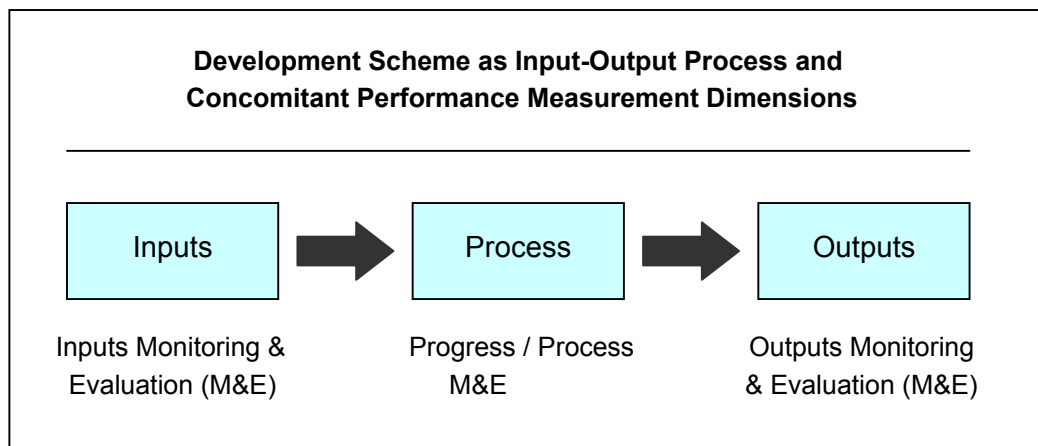 Development Scheme as Input-Output Process and
Concomitant Performance Measurement Dimensions
Inputs
Process
Outputs
Inputs Monitoring &
Evaluation (M&E)
Progress / Process
M&E
Outputs Monitoring
& Evaluation (M&E)